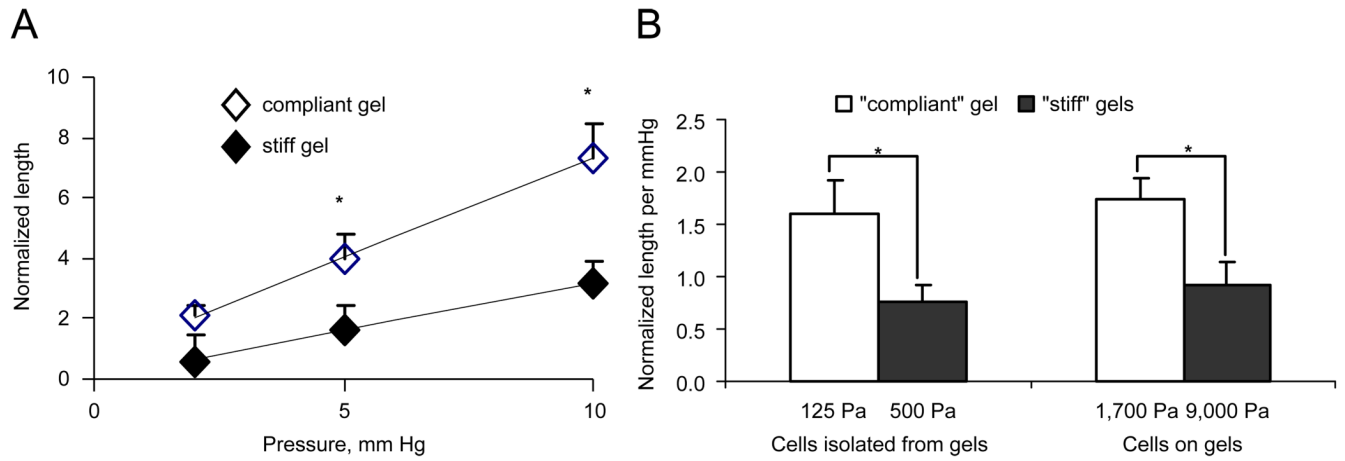 A
Normalized length
10
8
6
4
2
0
compliant gel
stiff gel
*
*
0
5
10
Pressure, mm Hg
B
Normalized length per mmHg
"compliant" gel "stiff" gels
2.5
2.0
1.5
1.0
0.5
0.0
*
*
125 Pa 500 Pa
1,700 Pa 9,000 Pa
Cells isolated from gels
Cells on gels